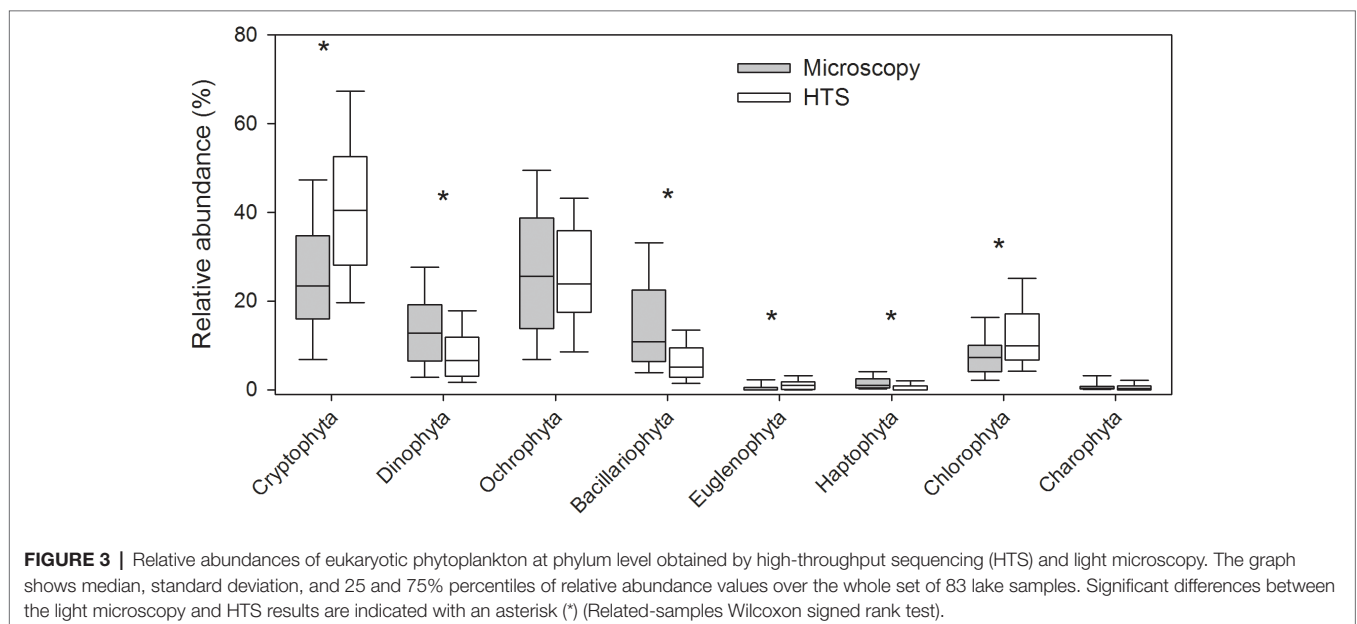 80
60
40
20
0
Relative abundance (%)
*
*
*
*
*
*
Microscopy
HTS
Cryptophyta
Dinophyta
Ochrophyta
Bacillariophyta
Euglenophyta
Haptophyta
Chlorophyta
Charophyta
FIGURE 3 | Relative abundances of eukaryotic phytoplankton at phylum level obtained by high-throughput sequencing (HTS) and light microscopy. The graph
shows median, standard deviation, and 25 and 75% percentiles of relative abundance values over the whole set of 83 lake samples. Significant differences between
the light microscopy and HTS results are indicated with an asterisk (*) (Related-samples Wilcoxon signed rank test).